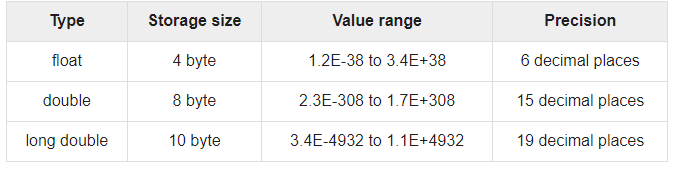 Type Storage size Value range Precision
float 4 byte 1.2E-38 to 3.4E+38 6 decimal places
double 8 byte 2.3E-308 to 1.7E+308 15 decimal places
long double 10 byte 3.4E-4932 to 1.1E+4932 19 decimal places